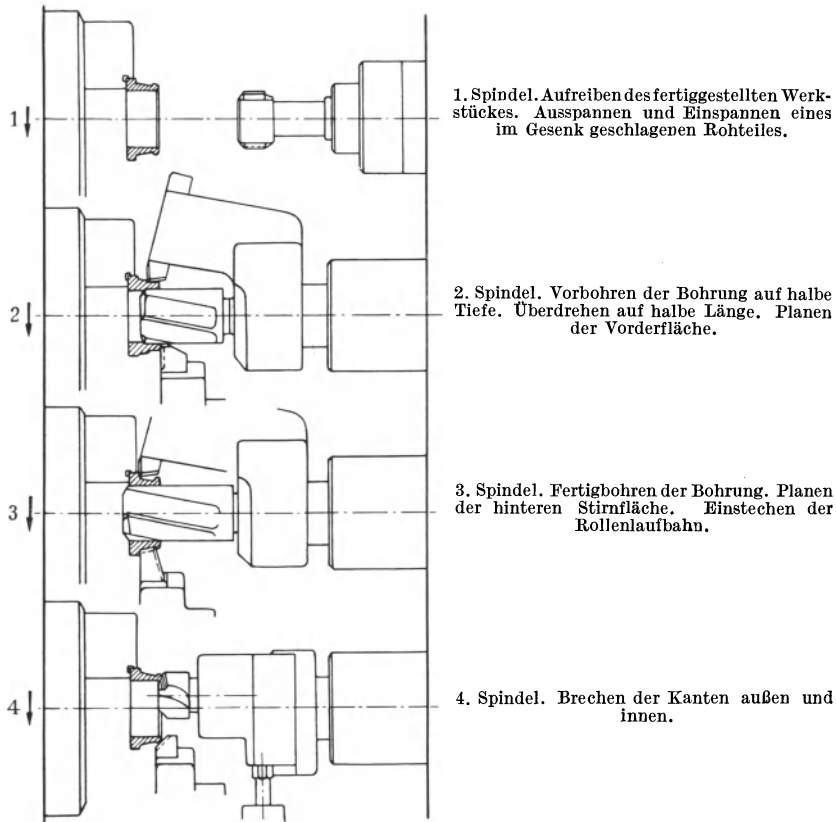 1
1. Spindel. Aufreiben des fertiggestellten Werk-
stückes. Ausspannen und Einspannen eines
im Gesenk geschlagenen Rohteiles.
2
2. Spindel. Vorbohren der Bohrung auf halbe
Tiefe. Überdrehen auf halbe Länge. Planen
der Vorderfläche.
3
3. Spindel. Fertigbohren der Bohrung. Planen
der hinteren Stirnfläche. Einstechen der
Rollenlaufbahn.
4
4. Spindel. Brechen der Kanten außen und
innen.